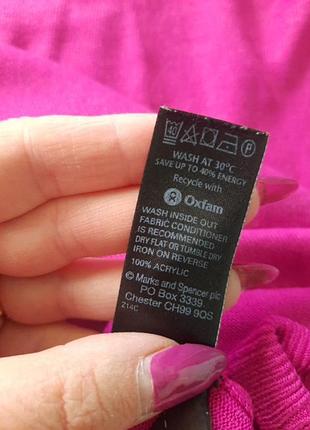 40 P
WASH AT 30°C
SAVE UP TO 40% ENERGY
Recycle with
Oxfam
WASH INSIDE OUT
FABRIC CONDITIONER
IS RECOMMENDED
DRY FLAT OR TUMBLE DRY
IRON ON REVERSE
100% ACRYLIC
© Marks and Spencer plc
PO Box 3339,
Chester CH99 9QS
214C